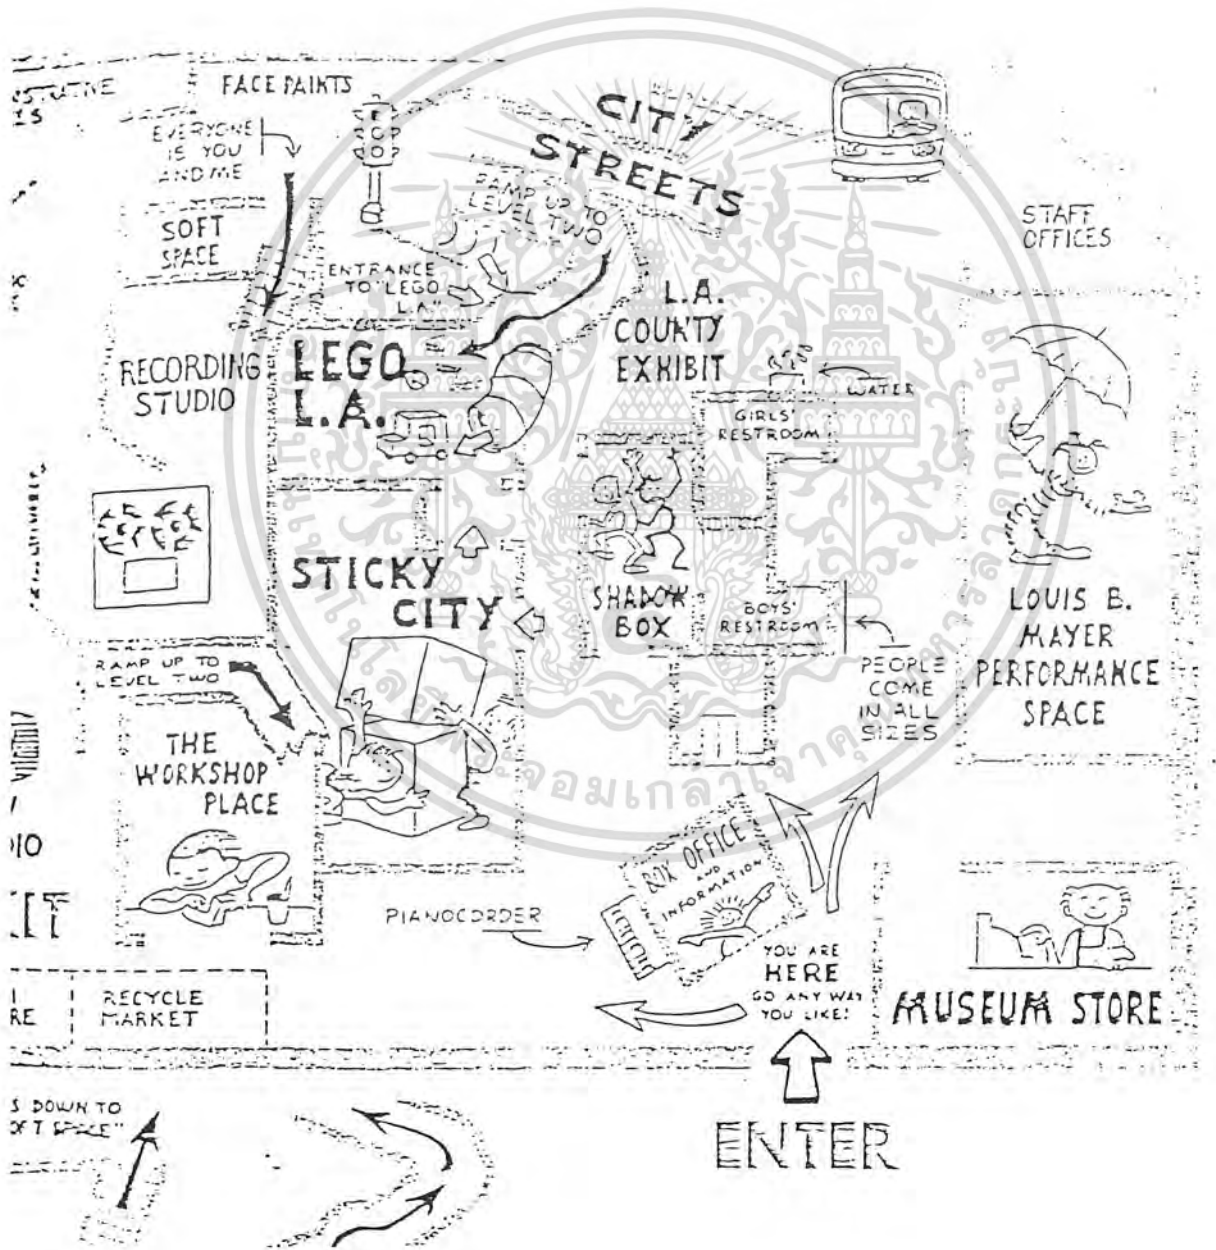 FACE PAINTS
EVERYONE
IS YOU
AND ME
SOFT
SPACE
CITY
STREETS
RAMP UP TO
LEVEL TWO
ENTRANCE
TO "LEGO
L.A."
STAFF
OFFICES
RECORDING
STUDIO
LEGO
L.A.
L.A.
COUNTY
EXHIBIT
WATER
GIRLS'
RESTROOM
STICKY
CITY
SHADOW
BOX
BOYS'
RESTROOM
PEOPLE
COME
IN ALL
SIZES
LOUIS B.
MAYER
PERFORMANCE
SPACE
RAMP UP TO
LEVEL TWO
THE
WORKSHOP
PLACE
BOX OFFICE
AND
INFORMATION
PIANOCORDER
YOU ARE
HERE
GO ANY WAY
YOU LIKE!
MUSEUM STORE
RECYCLE
MARKET
ENTER
DOWN TO
SPACE"